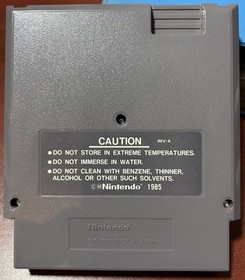 CAUTION REV-A
●DO NOT STORE IN EXTREME TEMPERATURES.
●DO NOT IMMERSE IN WATER.
●DO NOT CLEAN WITH BENZENE, THINNER,
ALCOHOL OR OTHER SUCH SOLVENTS.
©Nintendo® 1985
Nintendo